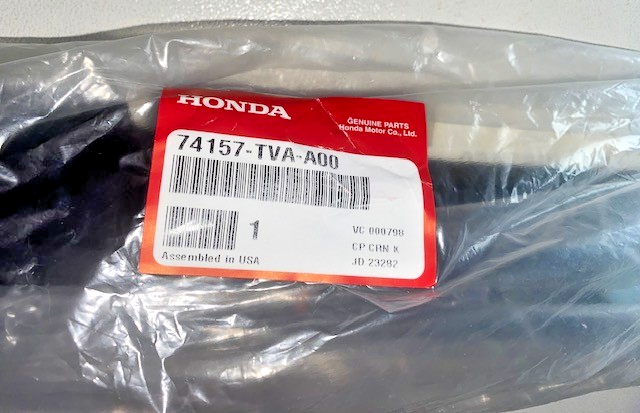 HONDA
GENUINE PARTS
Honda Motor Co., Ltd.
74157-TVA-A00
1
VC 000798
CP CRN K
Assembled in USA
JD 23282